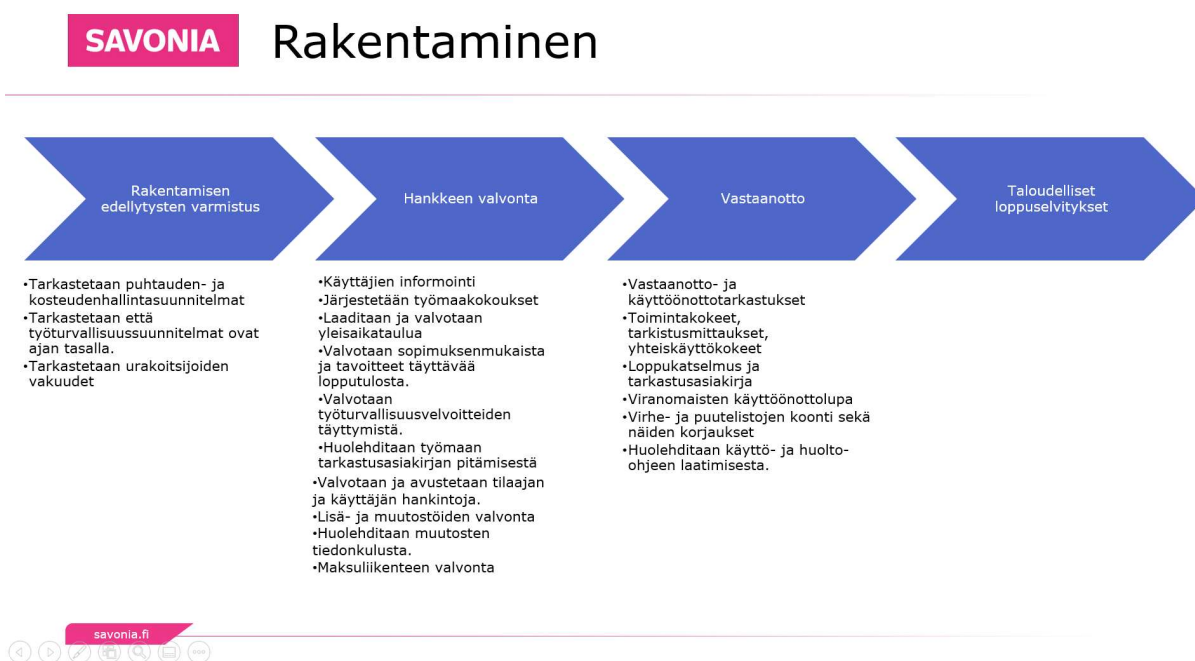 SAVONIA
Rakentaminen
Rakentamisen
edellytysten varmistus
•Tarkastetaan puhtauden- ja
kosteudenhallintasuunnitelmat
•Tarkastetaan että
työturvallisuussuunnitelmat ovat
ajan tasalla.
•Tarkastetaan urakoitsijoiden
vakuudet
Hankkeen valvonta
•Käyttäjien informointi
•Järjestetään työmaakokoukset
•Laaditaan ja valvotaan
yleisaikataulua
•Valvotaan sopimuksenmukaista
ja tavoitteet täyttävää
lopputulosta.
•Valvotaan
työturvallisuusvelvoitteiden
täyttymistä.
•Huolehditaan työmaan
tarkastusasiakirjan pitämisestä
•Valvotaan ja avustetaan tilaajan
ja käyttäjän hankintoja.
•Lisä- ja muutostöiden valvonta
•Huolehditaan muutosten
tiedonkulusta.
•Maksuliikenteen valvonta
Vastaanotto
•Vastaanotto- ja
käyttöönottotarkastukset
•Toimintakokeet,
tarkistusmittaukset,
yhteiskäyttökokeet
•Loppukatselmus ja
tarkastusasiakirja
•Viranomaisten käyttöönottolupa
•Virhe- ja puutelistojen koonti sekä
näiden korjaukset
•Huolehditaan käyttö- ja huolto-
ohjeen laatimisesta.
Taloudelliset
loppuselvitykset
savonia.fi